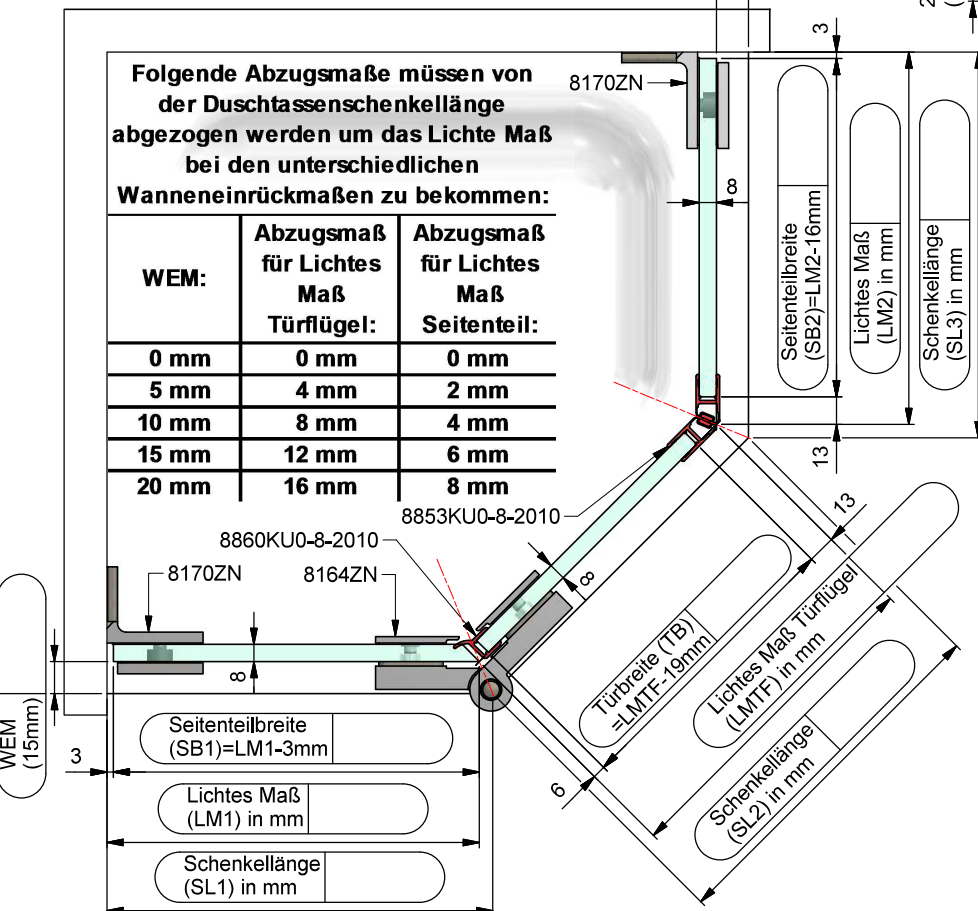 Folgende Abzugsmaße müssen von
der Duschtassenschenkellänge
abgezogen werden um das Lichte Maß
bei den unterschiedlichen
Wanneneinrückmaßen zu bekommen:
WEM:
Abzugsmaß
für Lichtes
Maß
Türflügel:
Abzugsmaß
für Lichtes
Maß
Seitenteil:
0 mm 0 mm 0 mm
5 mm 4 mm 2 mm
10 mm 8 mm 4 mm
15 mm 12 mm 6 mm
20 mm 16 mm 8 mm
8170ZN
3
8
Seitenteilbreite
(SB2)=LM2-16mm
Lichtes Maß
(LM2) in mm
Schenkellänge
(SL3) in mm
13
13
8853KU0-8-2010
8860KU0-8-2010
8170ZN
8164ZN
8
8
WEM
(15mm)
3
Seitenteilbreite
(SB1)=LM1-3mm
Lichtes Maß
(LM1) in mm
Schenkellänge
(SL1) in mm
6
Türbreite (TB)
=LMTF-19mm
Lichtes Maß Türflügel
(LMTF) in mm
Schenkellänge
(SL2) in mm